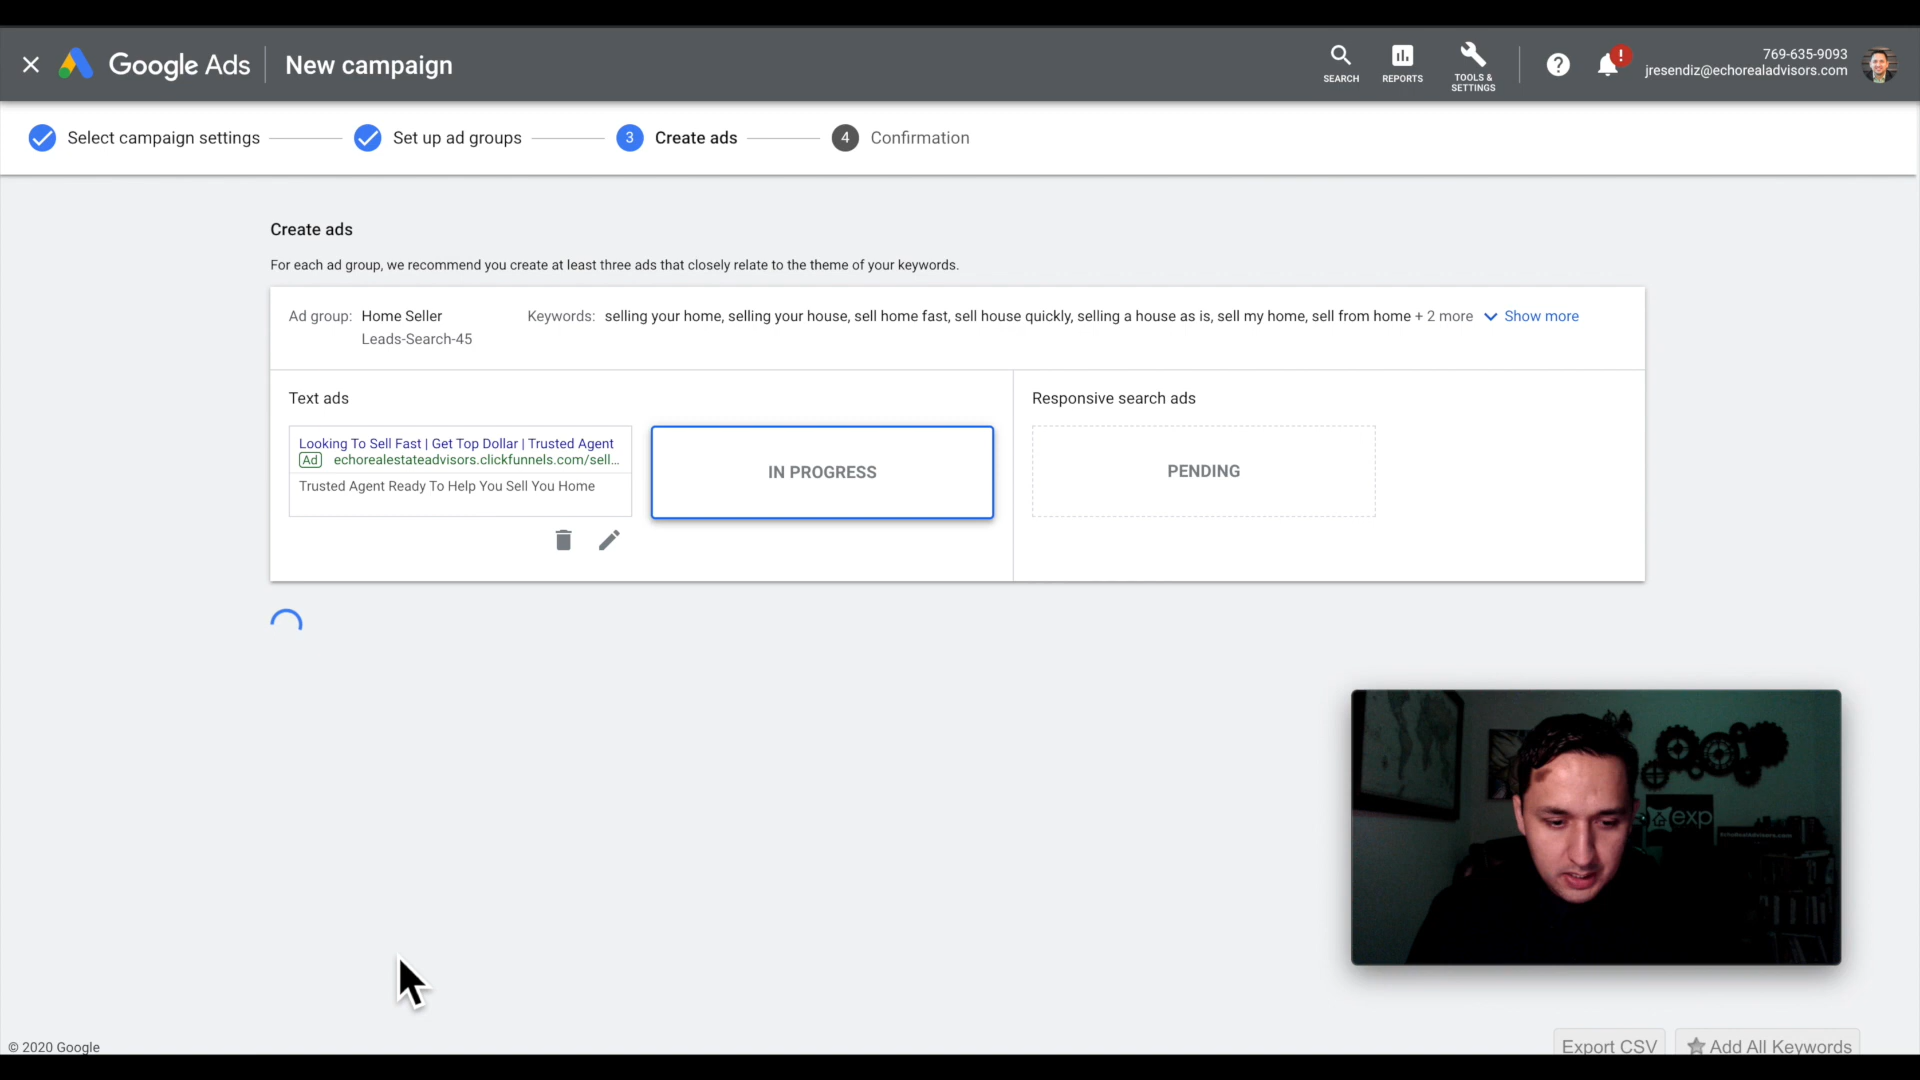 Google Ads New campaign
SEARCH
REPORTS
TOOLS &
SETTINGS
?
!
769-635-9093
jresendiz@echorealadvisors.com
Select campaign settings
Set up ad groups
3 Create ads
4 Confirmation
Create ads
For each ad group, we recommend you create at least three ads that closely relate to the theme of your keywords.
Ad group: Home Seller
Leads-Search-45
Keywords: selling your home, selling your house, sell home fast, sell house quickly, selling a house as is, sell my home, sell from home + 2 more Show more
Text ads
Looking To Sell Fast | Get Top Dollar | Trusted Agent
Ad echorealestateadvisors.clickfunnels.com/sell...
Trusted Agent Ready To Help You Sell You Home
IN PROGRESS
Responsive search ads
PENDING
exp
© 2020 Google
Export CSV
Add All Keywords